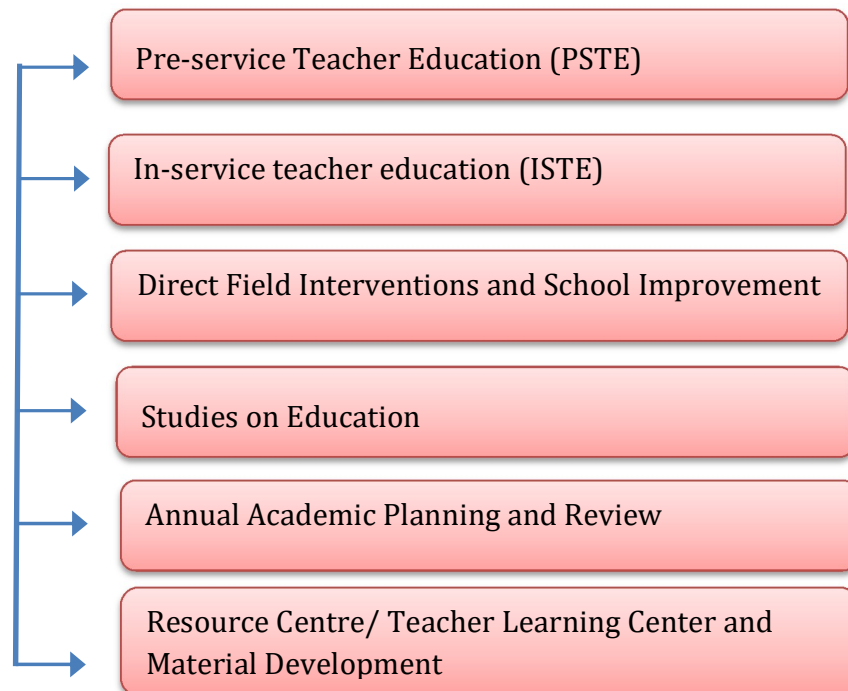 Pre-service Teacher Education (PSTE)
In-service teacher education (ISTE)
Direct Field Interventions and School Improvement
Studies on Education
Annual Academic Planning and Review
Resource Centre/ Teacher Learning Center and
Material Development